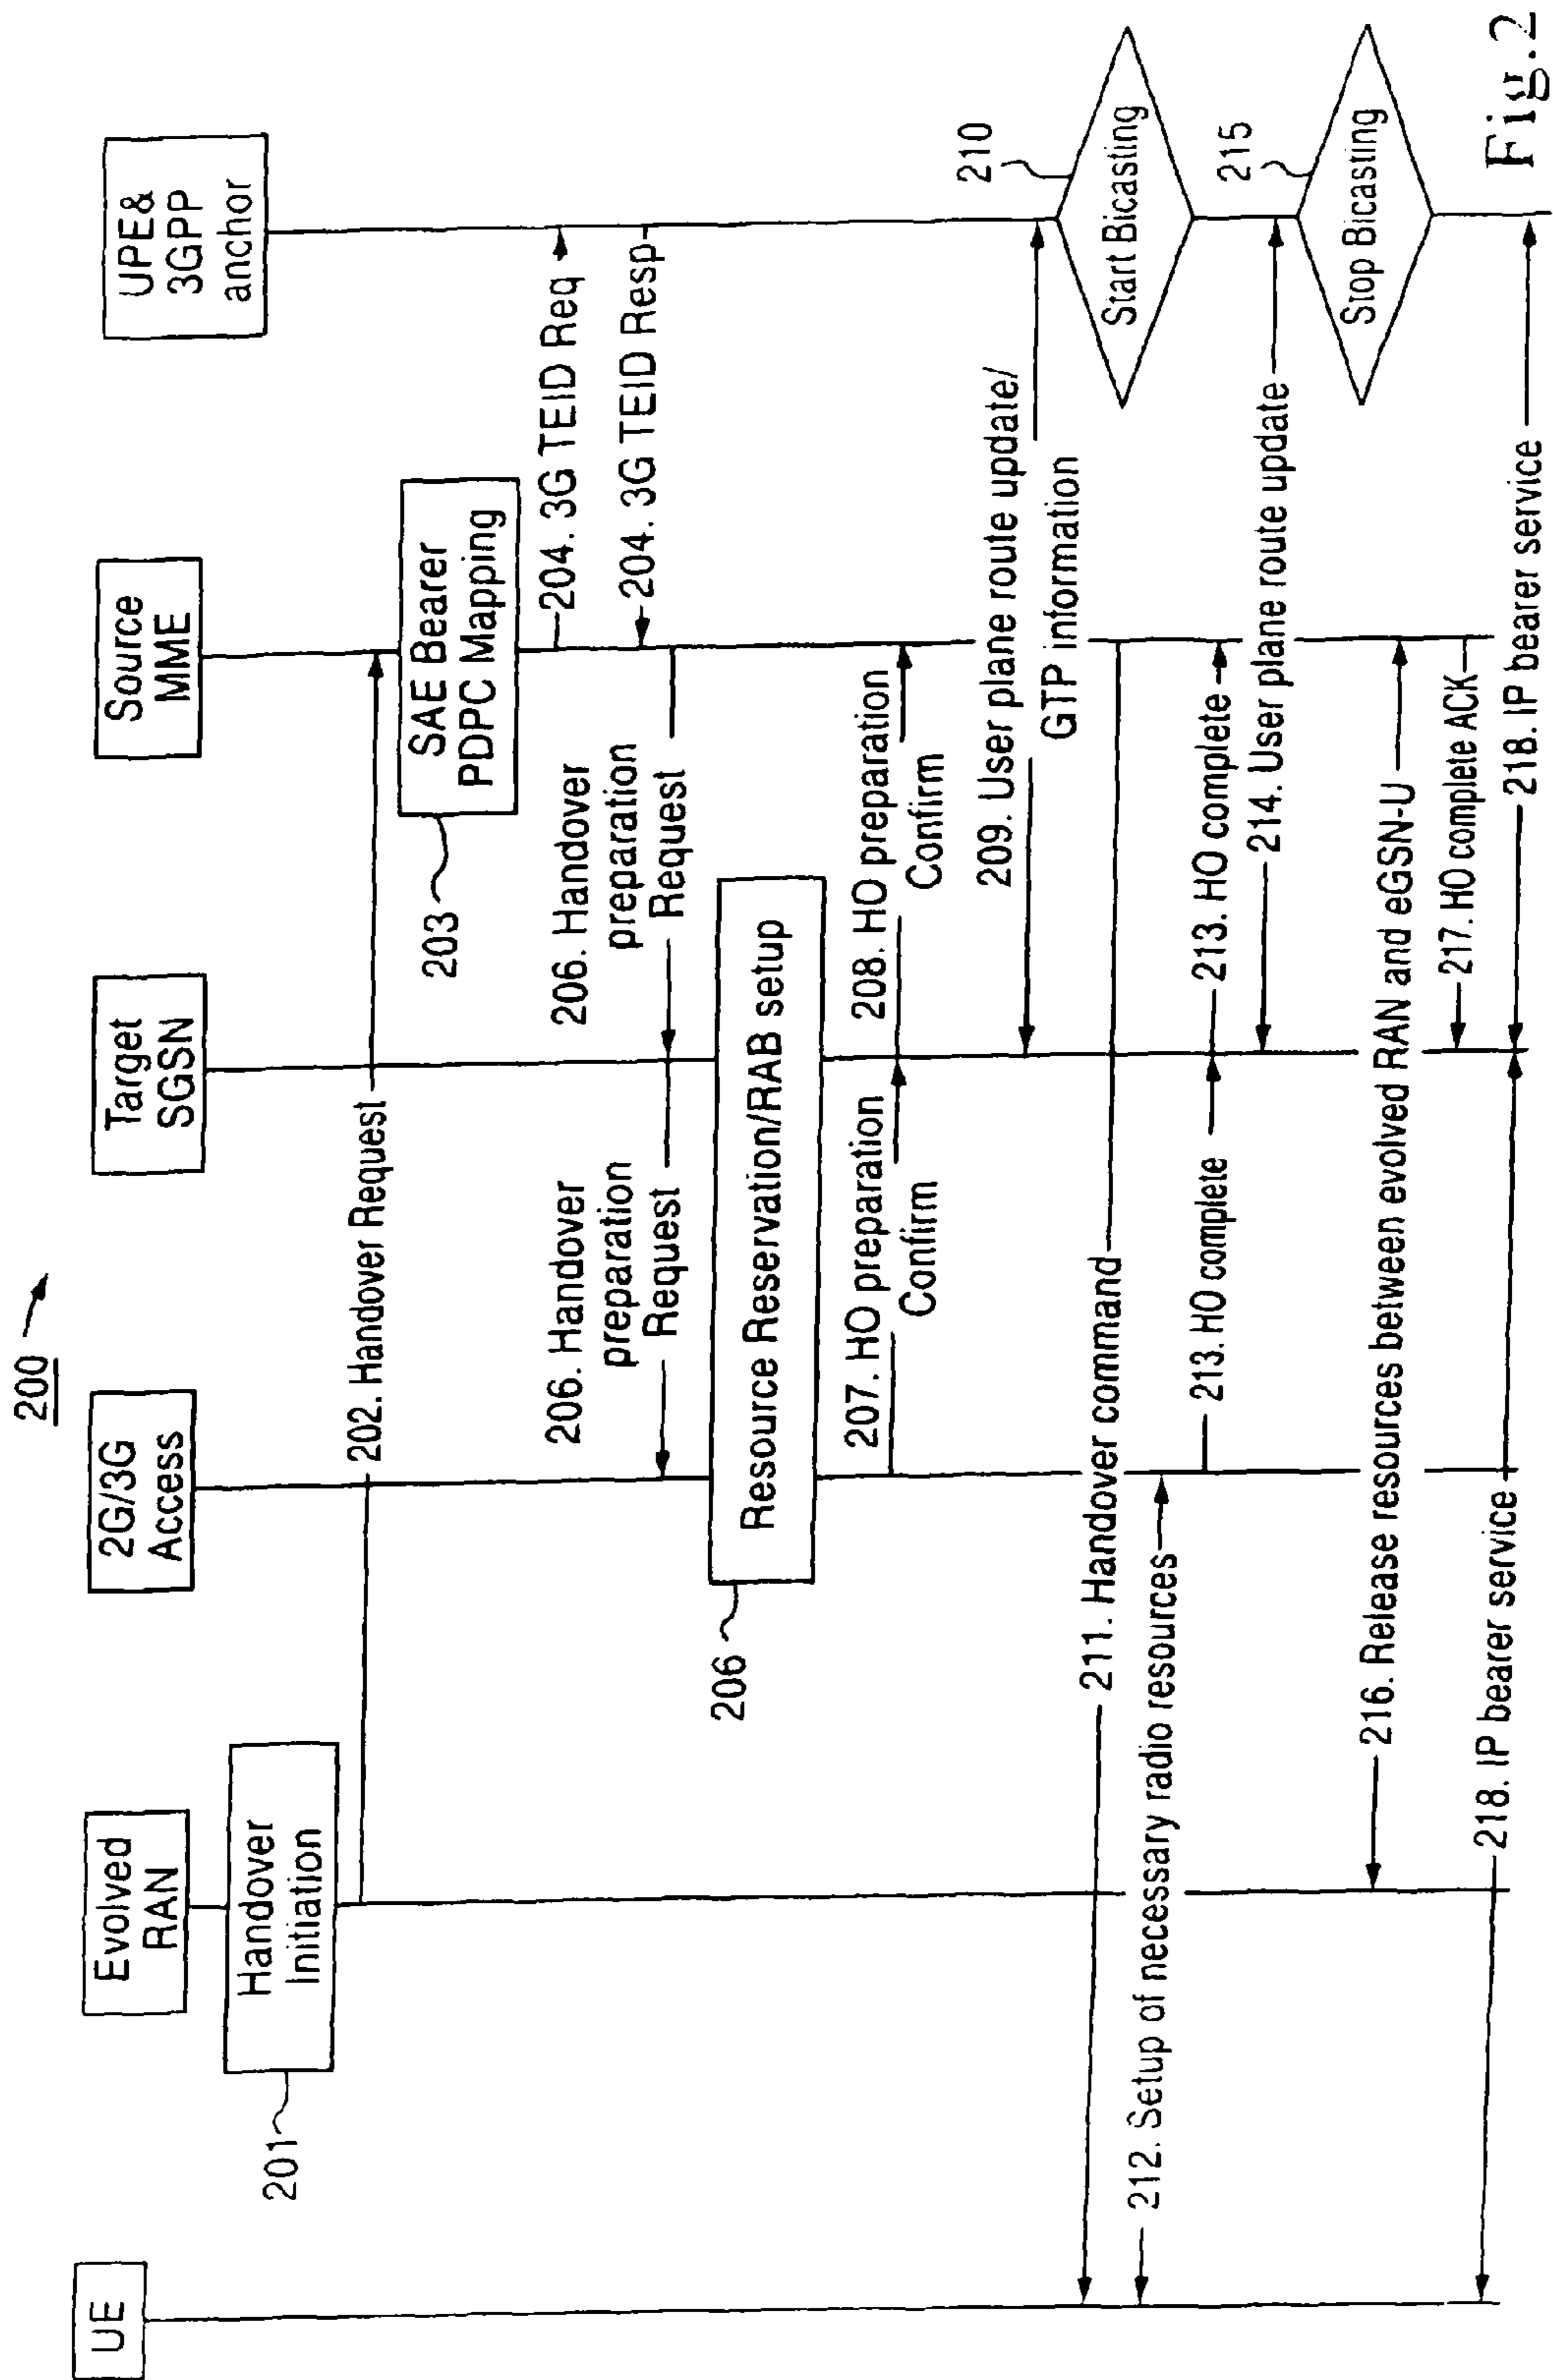 200
UE
Evolved
RAN
2G/3G
Access
Target
SGSN
Source
MME
UPE&
3GPP
anchor
Handover
Initiation
201
202. Handover Request
SAE Bearer
PDPC Mapping
203
204. 3G TEID Req
204. 3G TEID Resp
206. Handover
preparation
Request
206. Handover
preparation
Request
Resource Reservation/RAB setup
206
207. HO preparation
Confirm
208. HO preparation
Confirm
209. User plane route update/
GTP information
210
Start Bicasting
211. Handover command
212. Setup of necessary radio resources
213. HO complete
213. HO complete
214. User plane route update
215
Stop Bicasting
216. Release resources between evolved RAN and eGSN-U
217. HO complete ACK
218. IP bearer service
218. IP bearer service
Fig.2